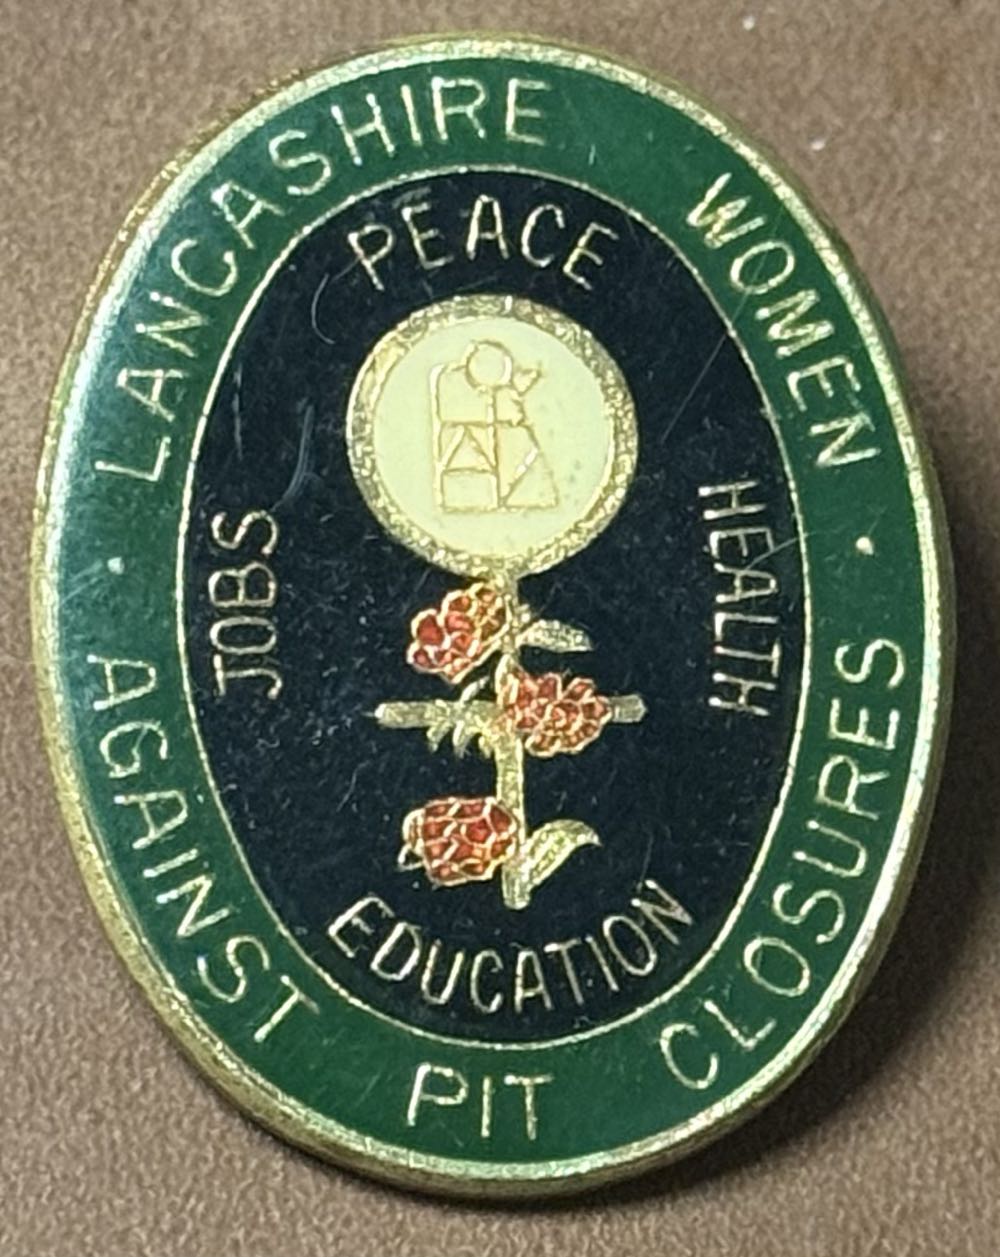 LANCASHIRE WOMEN
· AGAINST PIT CLOSURES ·
PEACE
JOBS
HEALTH
EDUCATION